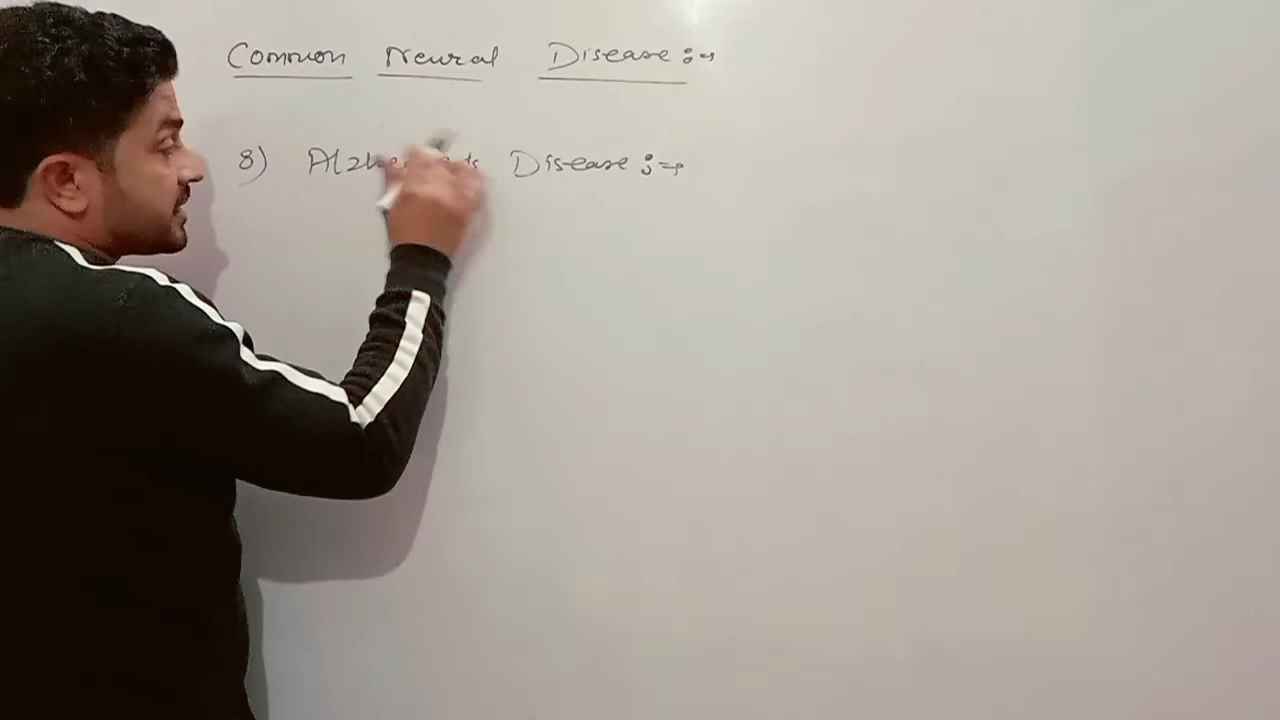 Common Neural Disease :→
8) Disease :→